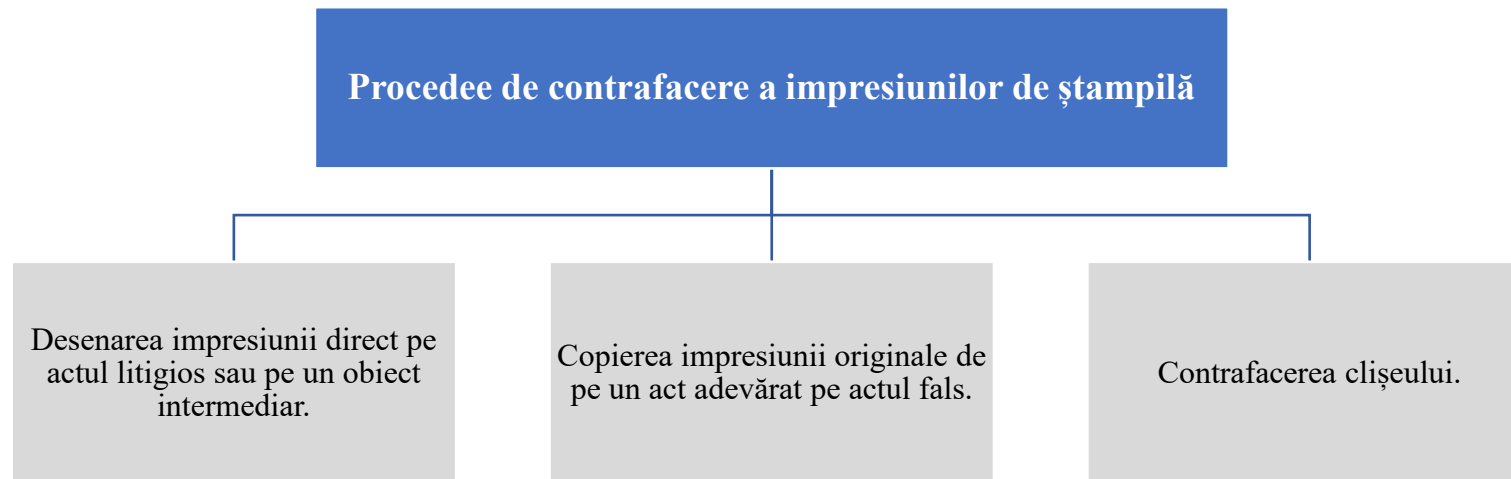 Procedee de contrafacere a impresiunilor de ștampilă
Desenarea impresiunii direct pe
actul litigios sau pe un obiect
intermediar.
Copierea impresiunii originale de
pe un act adevărat pe actul fals.
Contrafacerea clișeului.